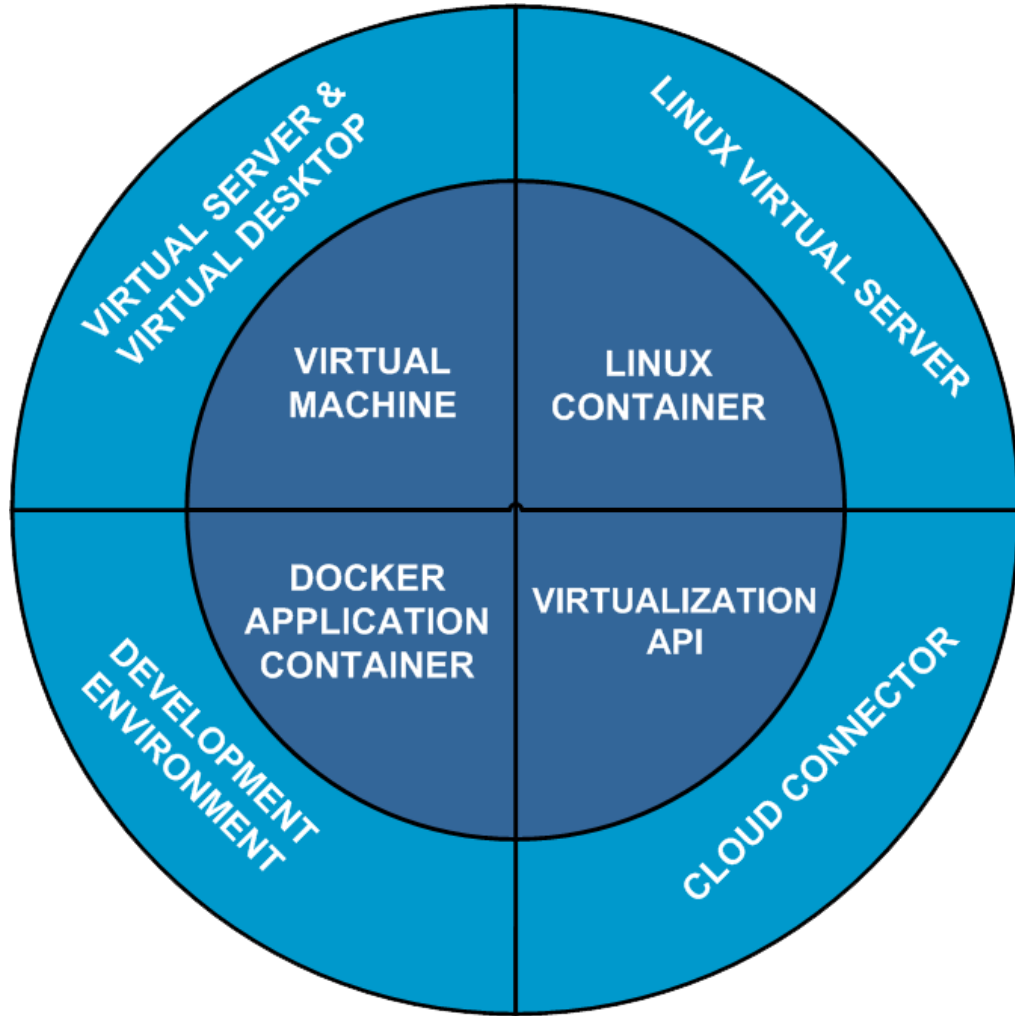 VIRTUAL SERVER &
VIRTUAL DESKTOP
LINUX VIRTUAL SERVER
VIRTUAL
MACHINE
LINUX
CONTAINER
DOCKER
APPLICATION
CONTAINER
VIRTUALIZATION
API
DEVELOPMENT
ENVIRONMENT
CLOUD CONNECTOR